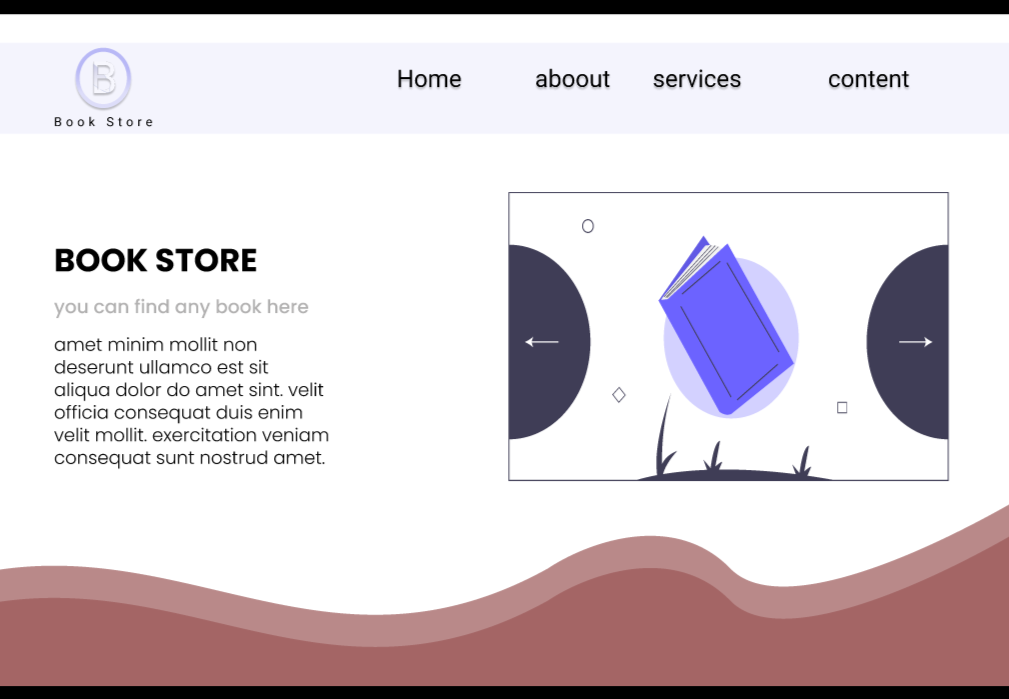 B
Book Store
Home aboout services content
BOOK STORE
you can find any book here
amet minim mollit non
deserunt ullamco est sit
aliqua dolor do amet sint. velit
officia consequat duis enim
velit mollit. exercitation veniam
consequat sunt nostrud amet.